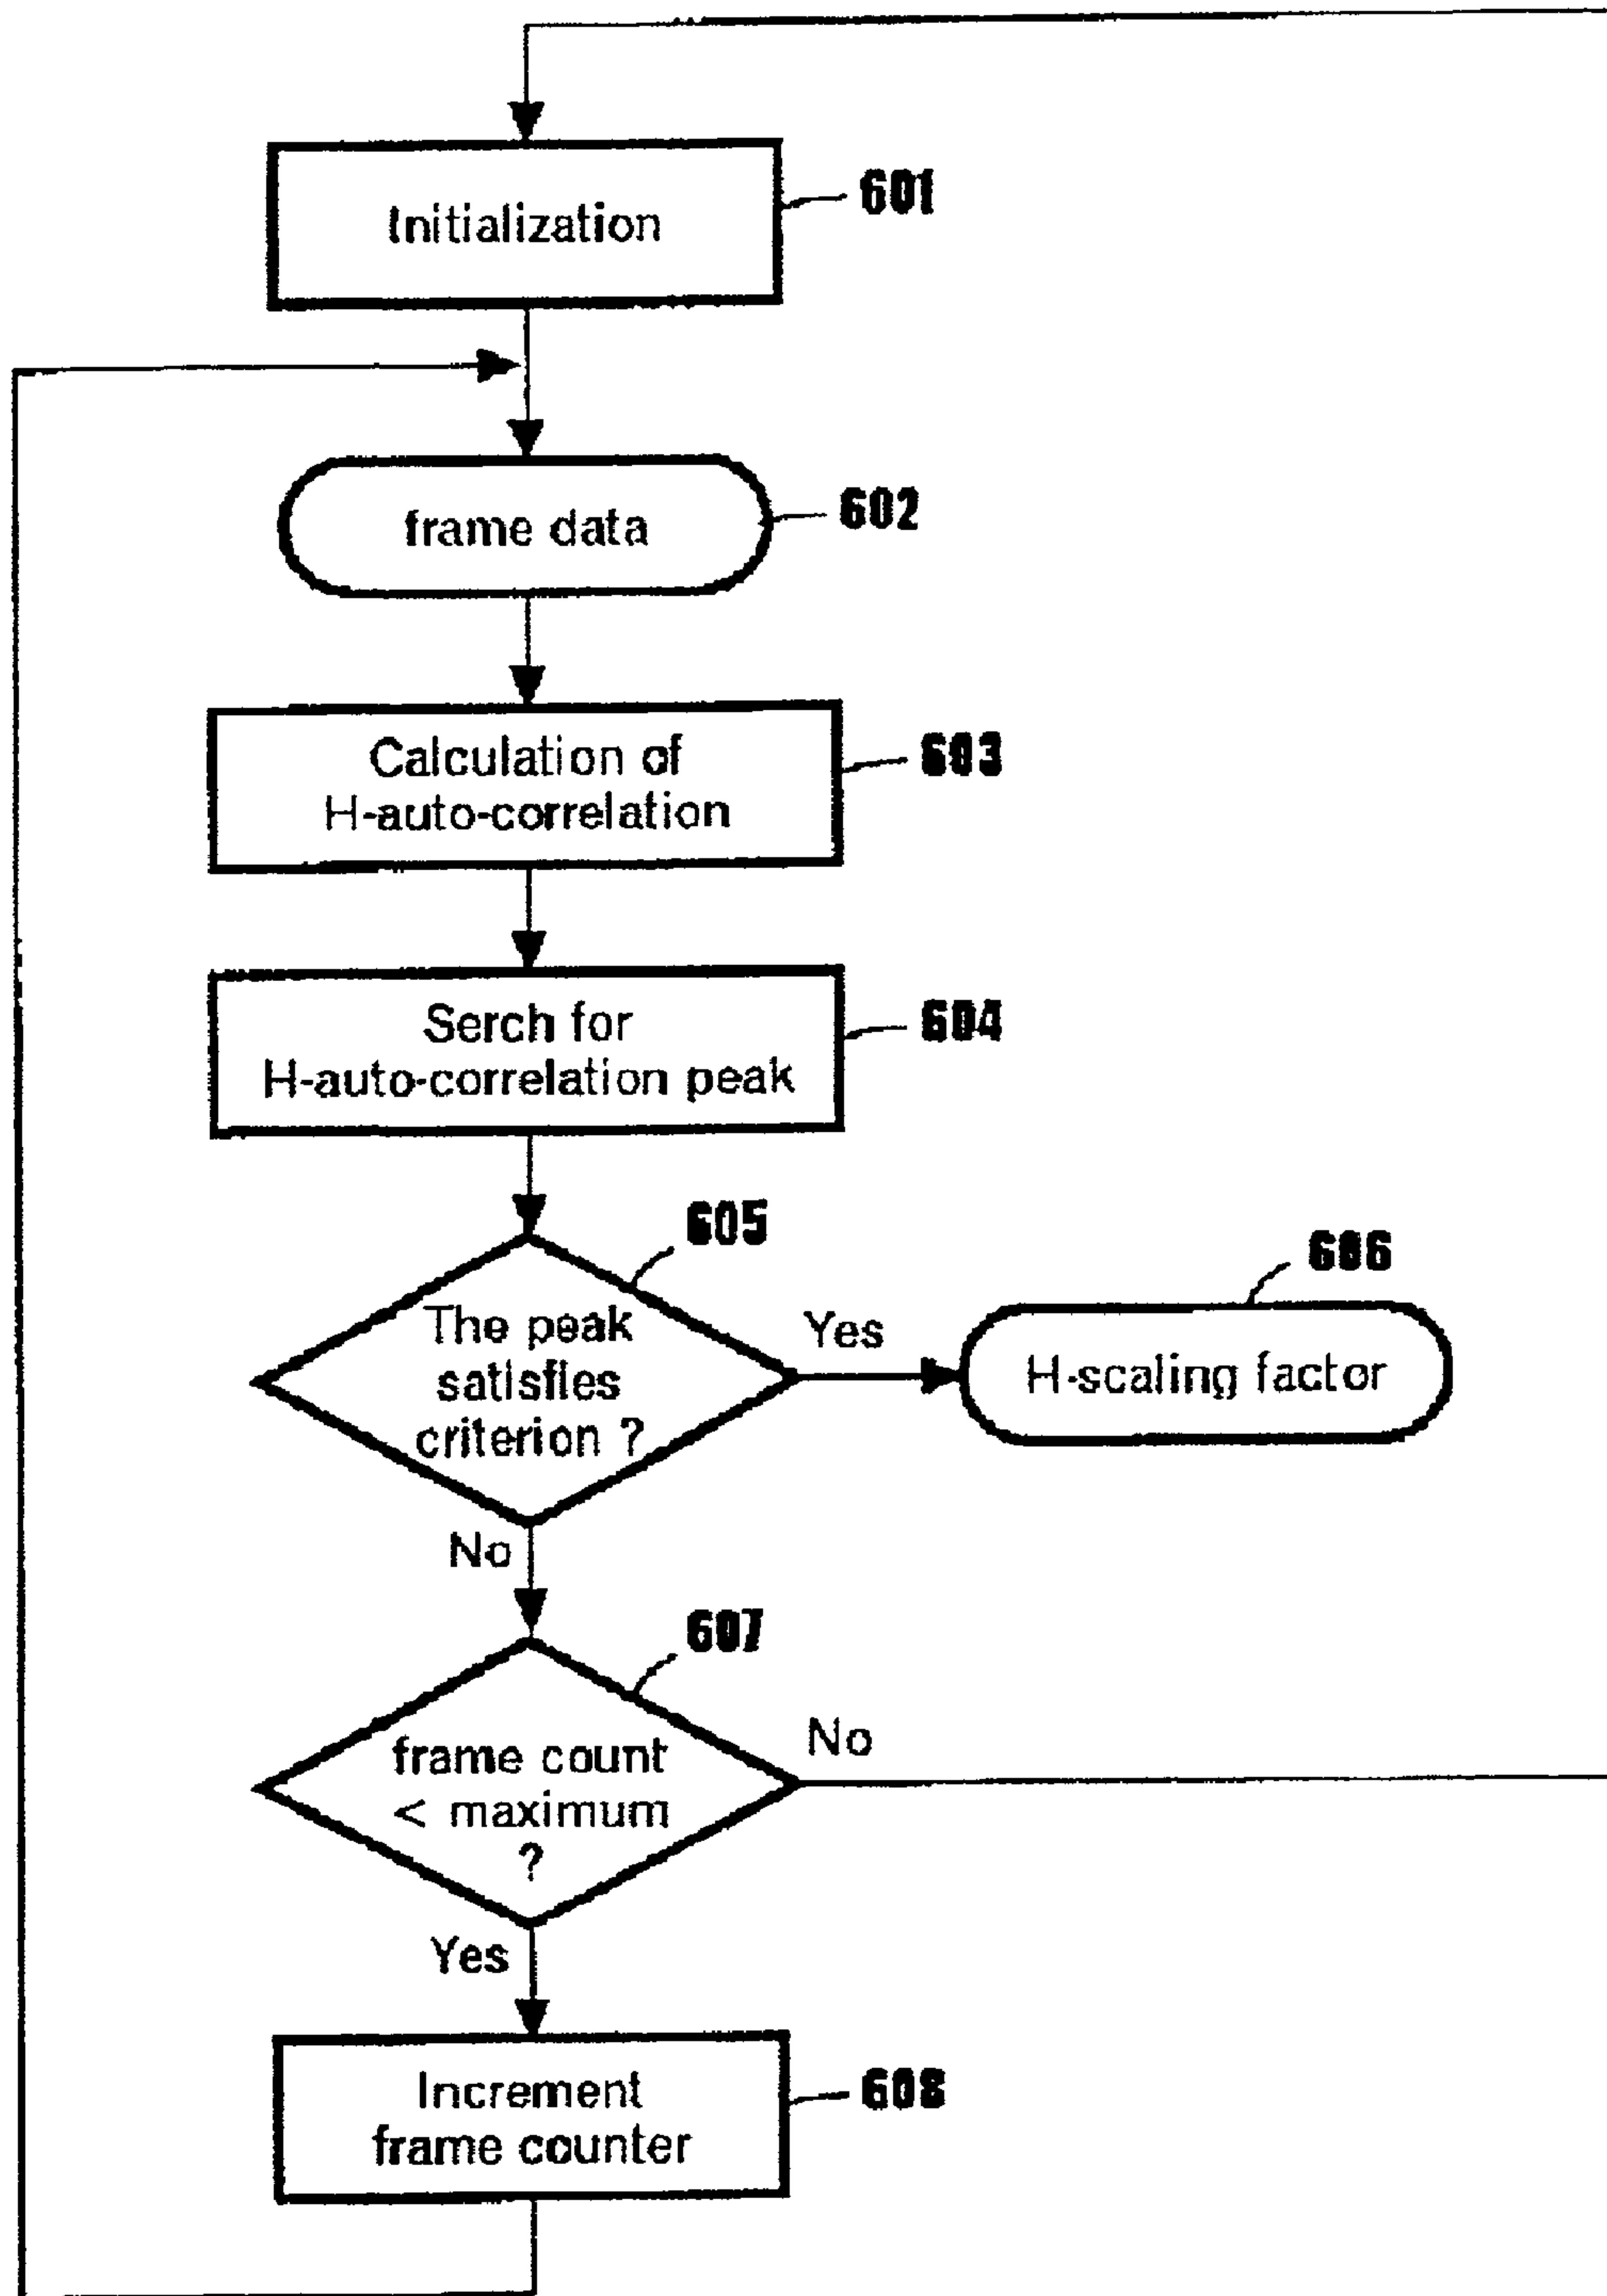 Initialization
601
frame data
602
Calculation of
H-auto-correlation
603
Serch for
H-auto-correlation peak
604
605
The peak
satisfies
criterion ?
Yes
606
H-scaling factor
No
607
frame count
< maximum
?
No
Yes
Increment
frame counter
608